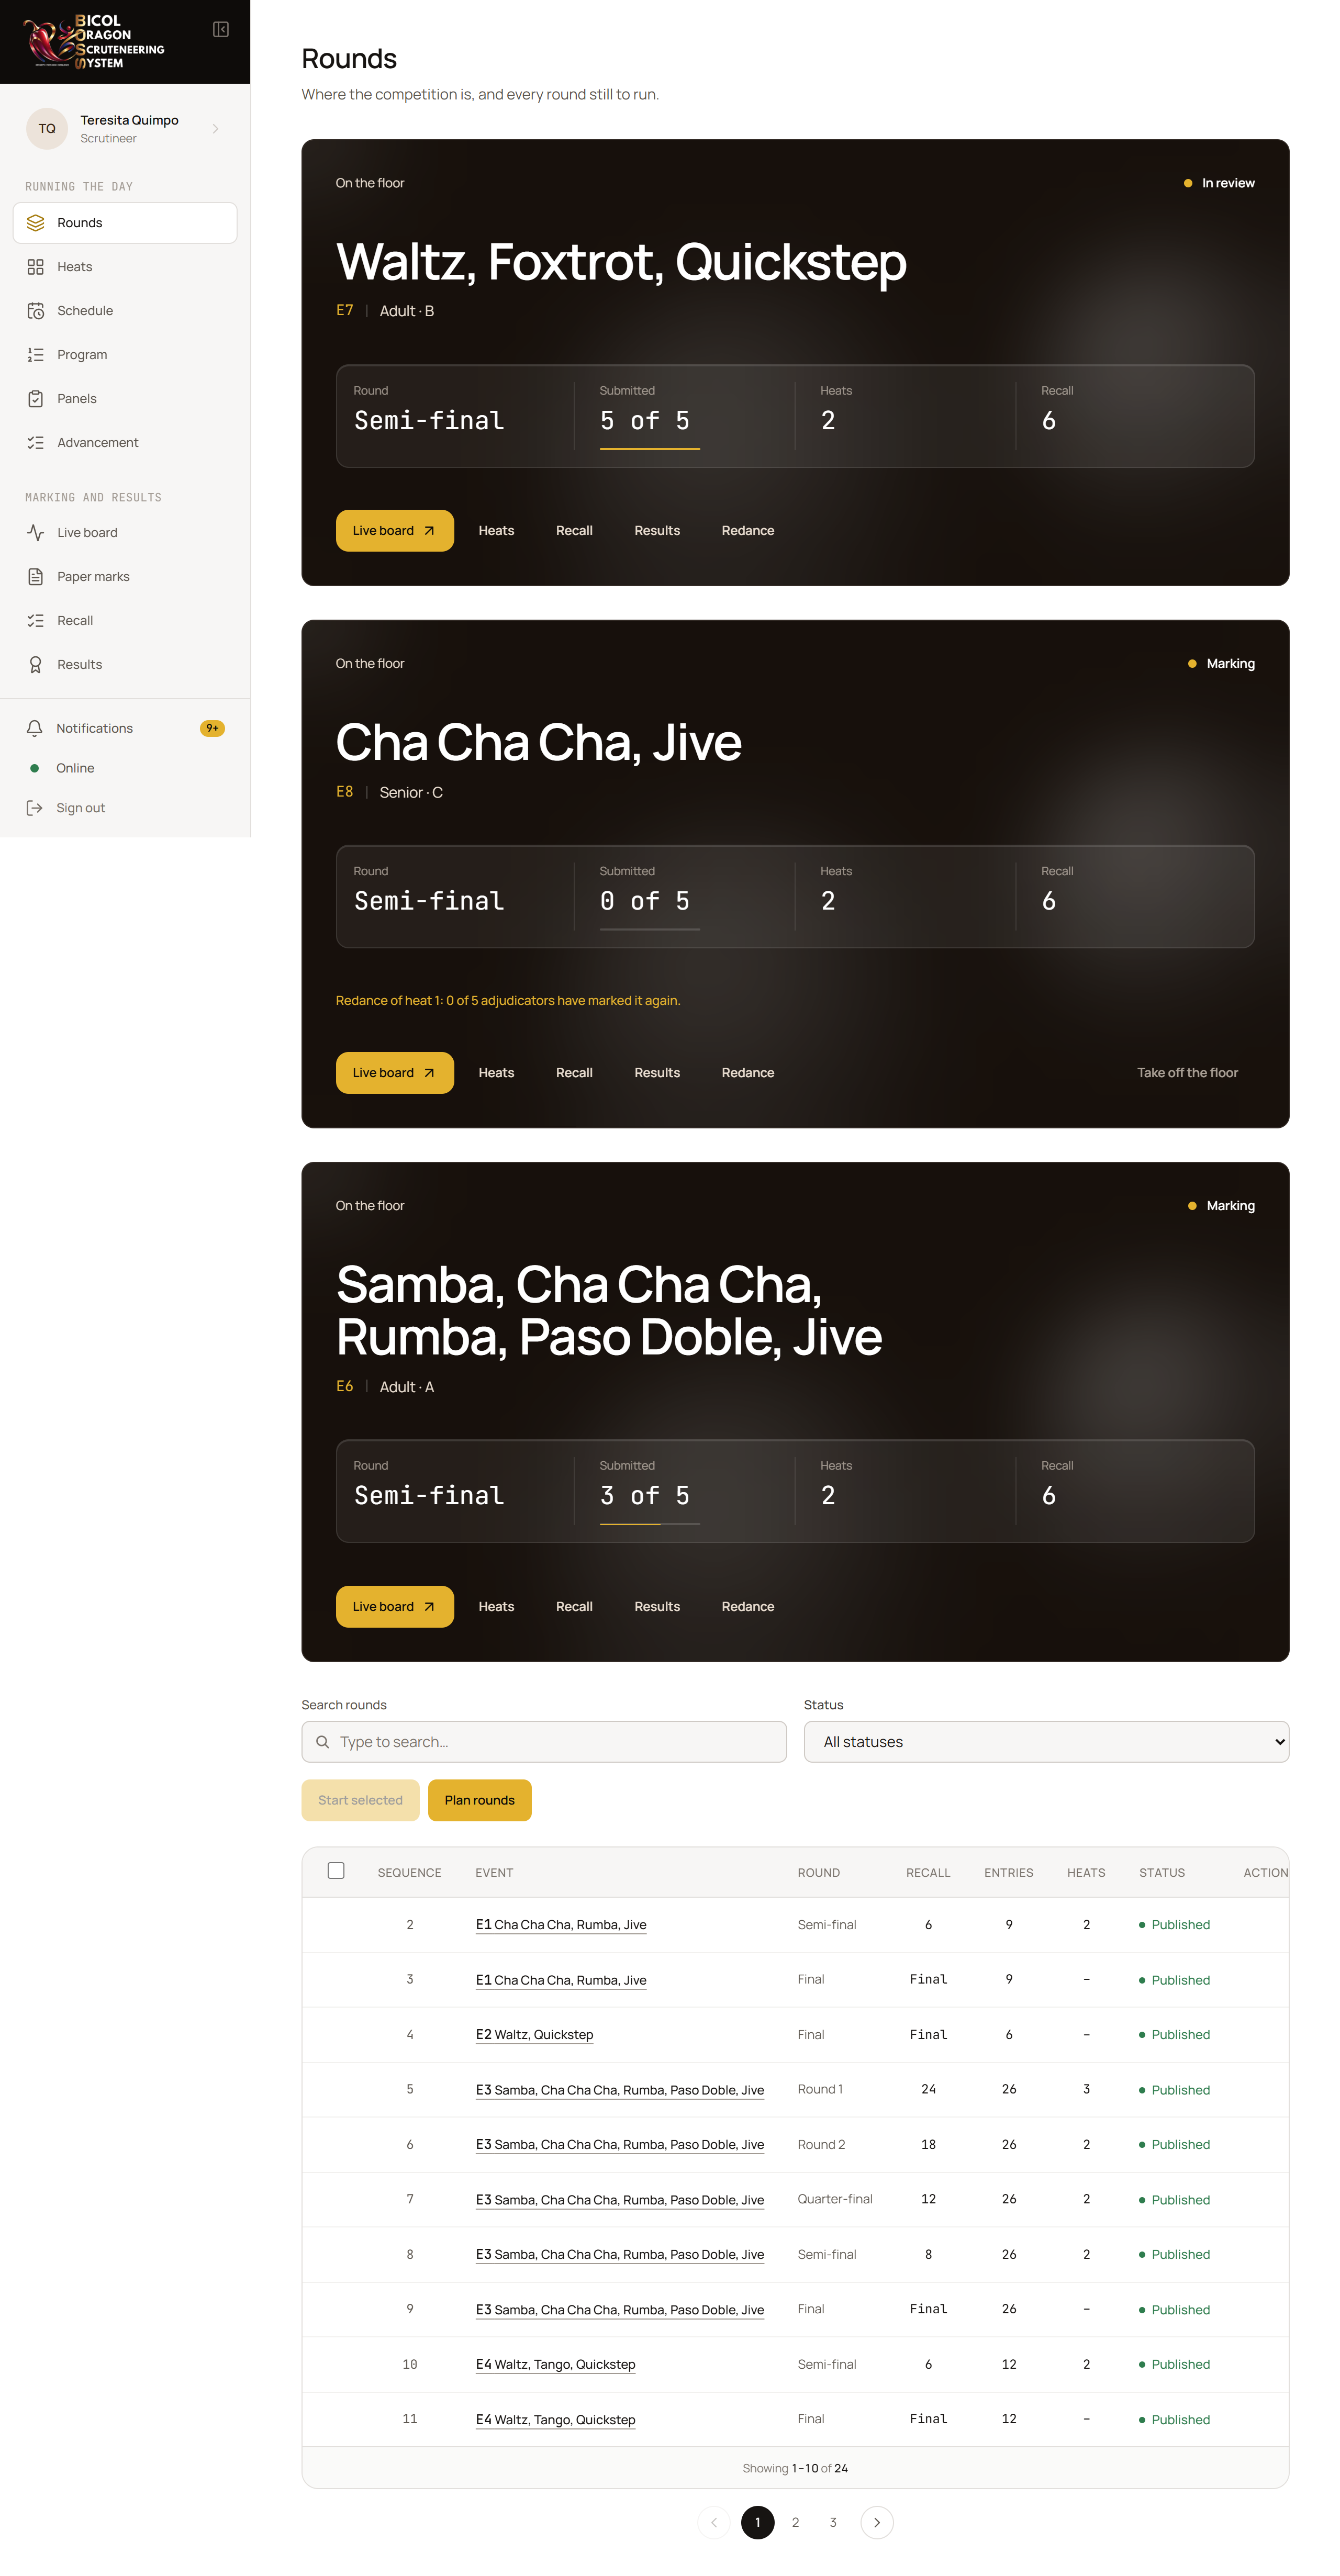 BICOL
DRAGON
SCRUTENEERING
SYSTEM
TQ
Teresita Quimpo
Scrutineer
RUNNING THE DAY
Rounds
Heats
Schedule
Program
Panels
Advancement
MARKING AND RESULTS
Live board
Paper marks
Recall
Results
Notifications 9+
Online
Sign out
Rounds
Where the competition is, and every round still to run.
On the floor In review
Waltz, Foxtrot, Quickstep
E7 | Adult · B
Round Submitted Heats Recall
Semi-final 5 of 5 2 6
Live board Heats Recall Results Redance
On the floor Marking
Cha Cha Cha, Jive
E8 | Senior · C
Round Submitted Heats Recall
Semi-final 0 of 5 2 6
Redance of heat 1: 0 of 5 adjudicators have marked it again.
Live board Heats Recall Results Redance Take off the floor
On the floor Marking
Samba, Cha Cha Cha,
Rumba, Paso Doble, Jive
E6 | Adult · A
Round Submitted Heats Recall
Semi-final 3 of 5 2 6
Live board Heats Recall Results Redance
Search rounds Status
Type to search... All statuses
Start selected Plan rounds
SEQUENCE EVENT ROUND RECALL ENTRIES HEATS STATUS ACTION
2 E1 Cha Cha Cha, Rumba, Jive Semi-final 6 9 2 Published
3 E1 Cha Cha Cha, Rumba, Jive Final Final 9 – Published
4 E2 Waltz, Quickstep Final Final 6 – Published
5 E3 Samba, Cha Cha Cha, Rumba, Paso Doble, Jive Round 1 24 26 3 Published
6 E3 Samba, Cha Cha Cha, Rumba, Paso Doble, Jive Round 2 18 26 2 Published
7 E3 Samba, Cha Cha Cha, Rumba, Paso Doble, Jive Quarter-final 12 26 2 Published
8 E3 Samba, Cha Cha Cha, Rumba, Paso Doble, Jive Semi-final 8 26 2 Published
9 E3 Samba, Cha Cha Cha, Rumba, Paso Doble, Jive Final Final 26 – Published
10 E4 Waltz, Tango, Quickstep Semi-final 6 12 2 Published
11 E4 Waltz, Tango, Quickstep Final Final 12 – Published
Showing 1–10 of 24
1 2 3